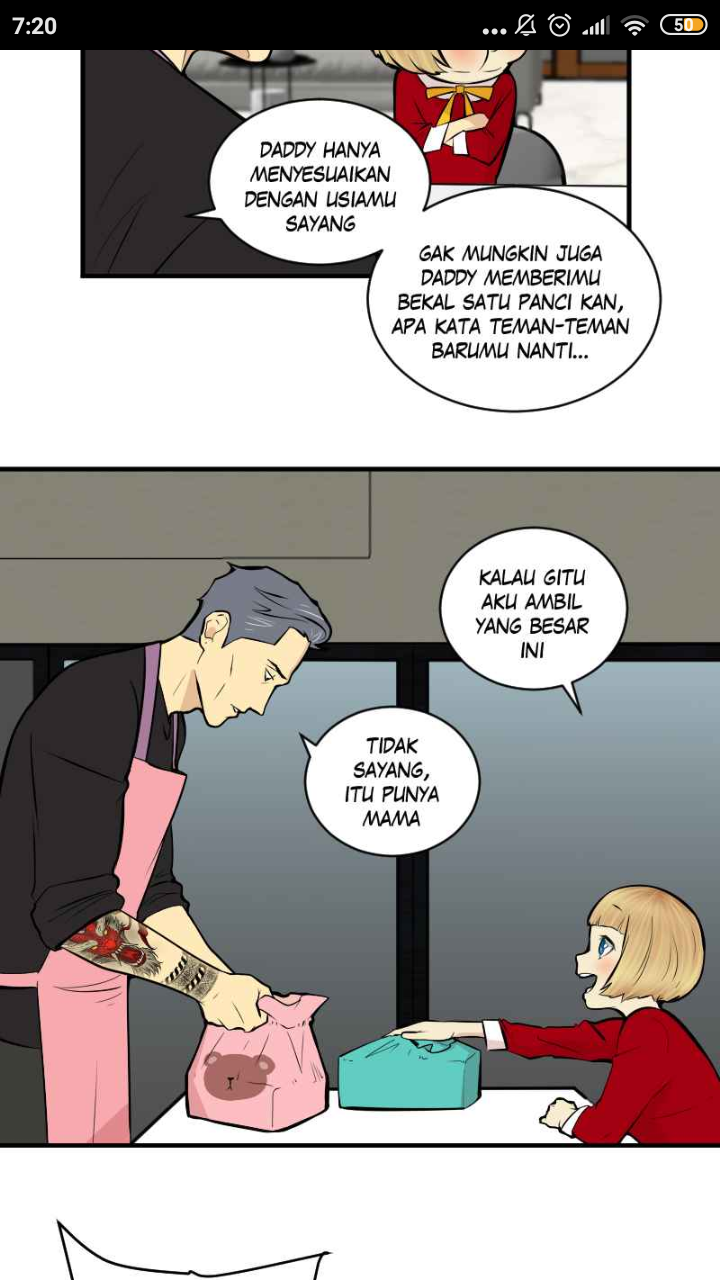 7:20
50
DADDY HANYA
MENYESUAIKAN
DENGAN USIAMU
SAYANG
GAK MUNGKIN JUGA
DADDY MEMBERIMU
BEKAL SATU PANCI KAN,
APA KATA TEMAN-TEMAN
BARUMU NANTI...
KALAU GITU
AKU AMBIL
YANG BESAR
INI
TIDAK
SAYANG,
ITU PUNYA
MAMA